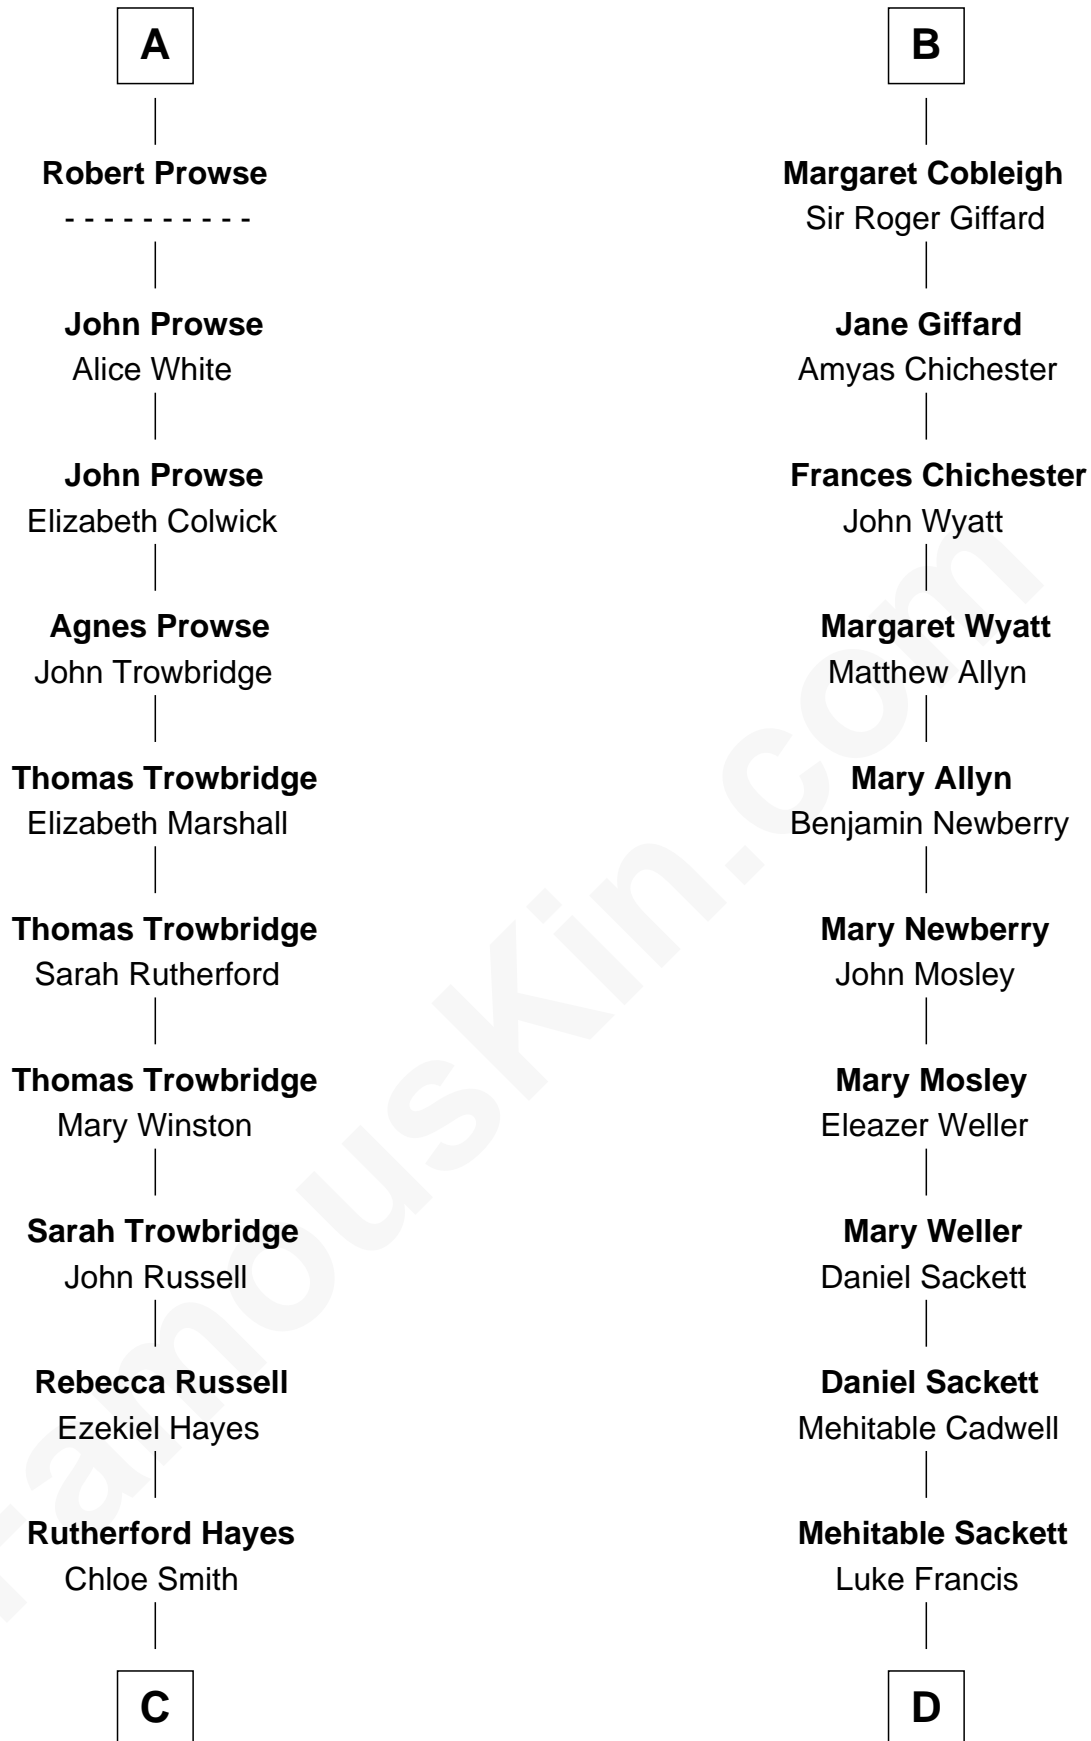 A
Robert Prowse
- - - - - - - - - -
John Prowse
Alice White
John Prowse
Elizabeth Colwick
Agnes Prowse
John Trowbridge
Thomas Trowbridge
Elizabeth Marshall
Thomas Trowbridge
Sarah Rutherford
Thomas Trowbridge
Mary Winston
Sarah Trowbridge
John Russell
Rebecca Russell
Ezekiel Hayes
Rutherford Hayes
Chloe Smith
C
B
Margaret Cobleigh
Sir Roger Giffard
Jane Giffard
Amyas Chichester
Frances Chichester
John Wyatt
Margaret Wyatt
Matthew Allyn
Mary Allyn
Benjamin Newberry
Mary Newberry
John Mosley
Mary Mosley
Eleazer Weller
Mary Weller
Daniel Sackett
Daniel Sackett
Mehitable Cadwell
Mehitable Sackett
Luke Francis
D
FamousKin.com